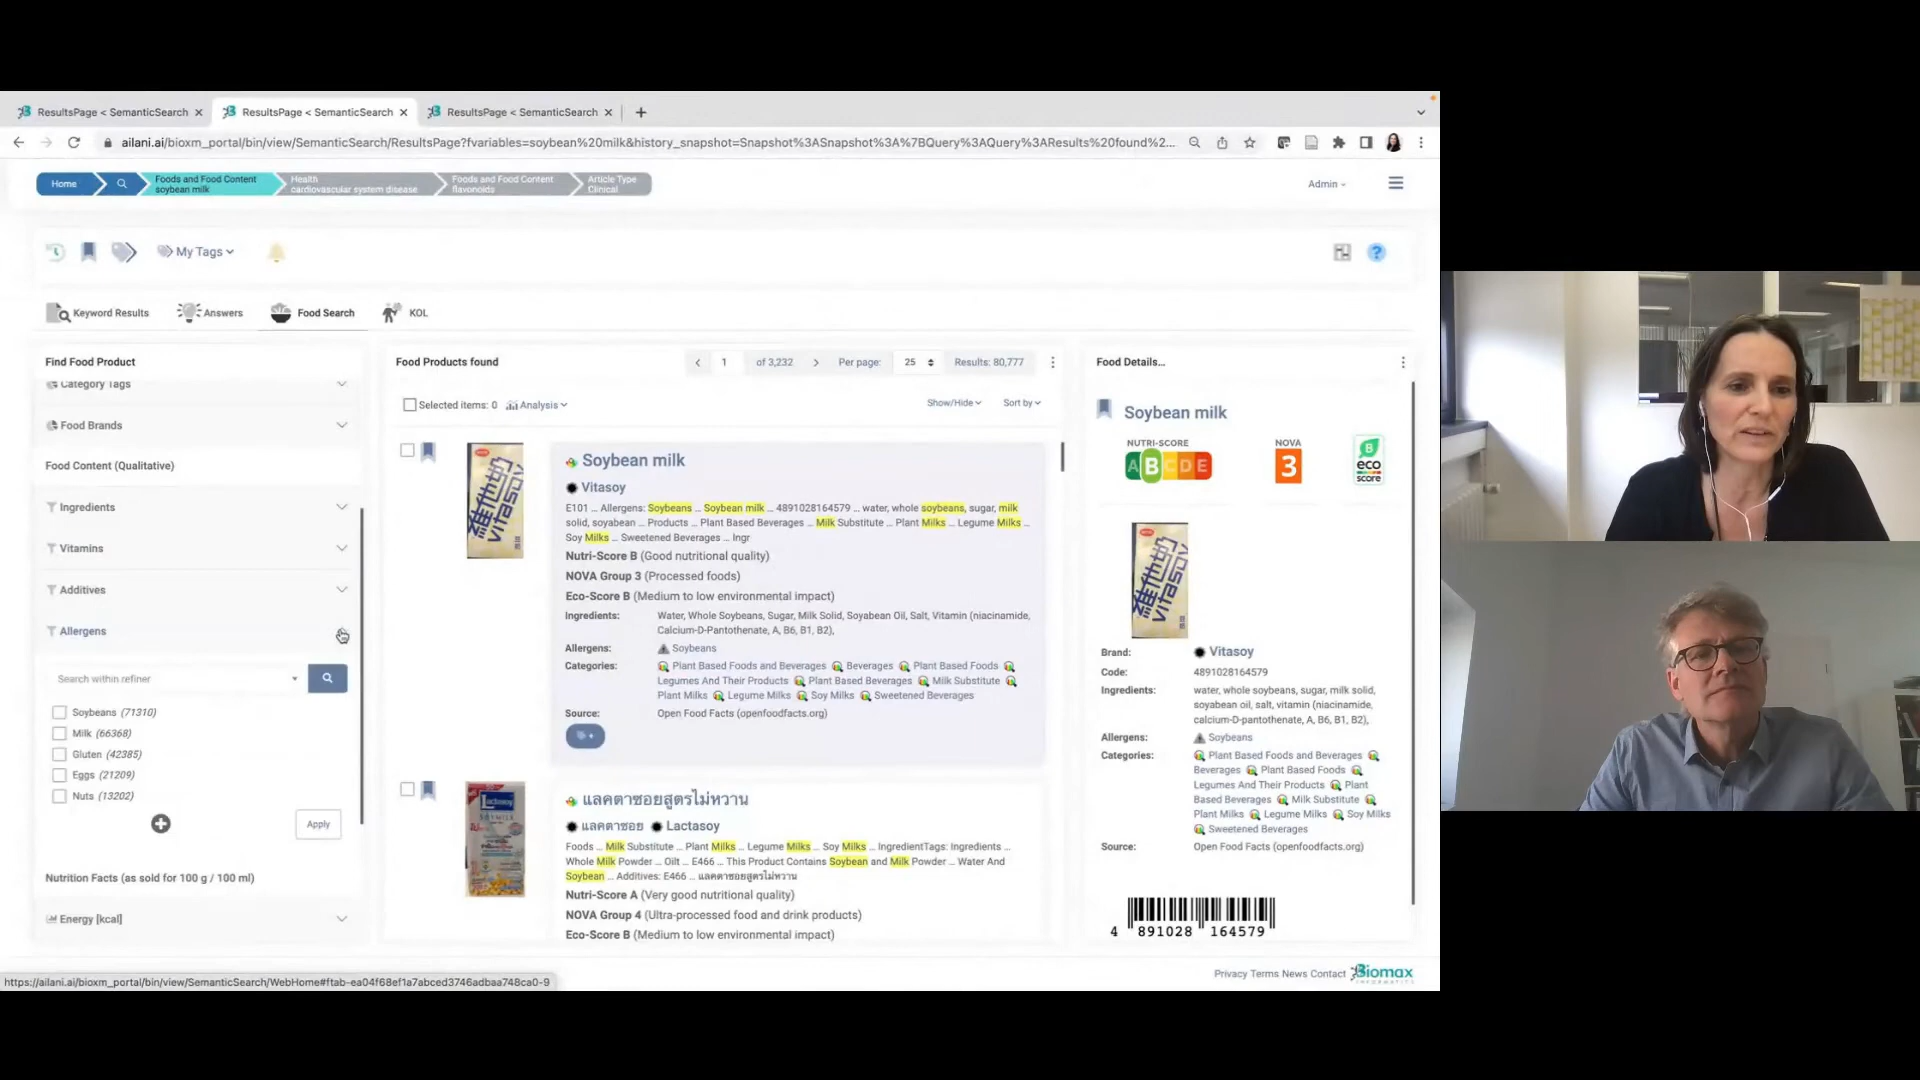 ResultsPage < SemanticSearch
ResultsPage < SemanticSearch
ResultsPage < SemanticSearch
ailani.ai/bioxm_portal/bin/view/SemanticSearch/ResultsPage?fvariables=soybean%20milk&history_snapshot=Snapshot%3ASnapshot%3A%7BQuery%3AQuery%3AResults%20found%2...
Home
Foods and Food Content
soybean milk
Health
cardiovascular system disease
Foods and Food Content
flavonoids
Article Type
Clinical
Admin
My Tags
Keyword Results
Answers
Food Search
KOL
Find Food Product
Category Tags
Food Brands
Food Content (Qualitative)
Ingredients
Vitamins
Additives
Allergens
Search within refiner
Soybeans (71310)
Milk (66368)
Gluten (42385)
Eggs (21209)
Nuts (13202)
Apply
Nutrition Facts (as sold for 100 g / 100 ml)
Energy [kcal]
Food Products found
1 of 3,232 Per page: 25 Results: 80,777
Selected items: 0 Analysis Show/Hide Sort by
Soybean milk
Vitasoy
E101 ... Allergens: Soybeans ... Soybean milk ... 4891028164579 ... water, whole soybeans, sugar, milk
solid, soyabean ... Products ... Plant Based Beverages ... Milk Substitute ... Plant Milks ... Legume Milks ...
Soy Milks ... Sweetened Beverages ... Ingr
Nutri-Score B (Good nutritional quality)
NOVA Group 3 (Processed foods)
Eco-Score B (Medium to low environmental impact)
Ingredients: Water, Whole Soybeans, Sugar, Milk Solid, Soyabean Oil, Salt, Vitamin (niacinamide,
Calcium-D-Pantothenate, A, B6, B1, B2),
Allergens: Soybeans
Categories: Plant Based Foods and Beverages Beverages Plant Based Foods
Legumes And Their Products Plant Based Beverages Milk Substitute
Plant Milks Legume Milks Soy Milks Sweetened Beverages
Source: Open Food Facts (openfoodfacts.org)
แลคตาซอยสูตรไม่หวาน
แลคตาซอย Lactasoy
Foods ... Milk Substitute ... Plant Milks ... Legume Milks ... Soy Milks ... IngredientTags: Ingredients ...
Whole Milk Powder ... Oilt ... E466 ... This Product Contains Soybean and Milk Powder ... Water And
Soybean ... Additives: E466 ... แลคตาซอยสูตรไม่หวาน
Nutri-Score A (Very good nutritional quality)
NOVA Group 4 (Ultra-processed food and drink products)
Eco-Score B (Medium to low environmental impact)
Food Details...
Soybean milk
NUTRI-SCORE
A B C D E
NOVA
3
B
eco
score
vitasoy
Brand: Vitasoy
Code: 4891028164579
Ingredients: water, whole soybeans, sugar, milk solid,
soyabean oil, salt, vitamin (niacinamide,
calcium-d-pantothenate, A, B6, B1, B2),
Allergens: Soybeans
Categories: Plant Based Foods and Beverages
Beverages Plant Based Foods
Legumes And Their Products Plant
Based Beverages Milk Substitute
Plant Milks Legume Milks Soy Milks
Sweetened Beverages
Source: Open Food Facts (openfoodfacts.org)
4 891028 164579
Privacy Terms News Contact Biomax
INFORMATICS
https://ailani.ai/bioxm_portal/bin/view/SemanticSearch/WebHome#ftab-ea04f68ef1a7abced3746adbaa748ca0-9